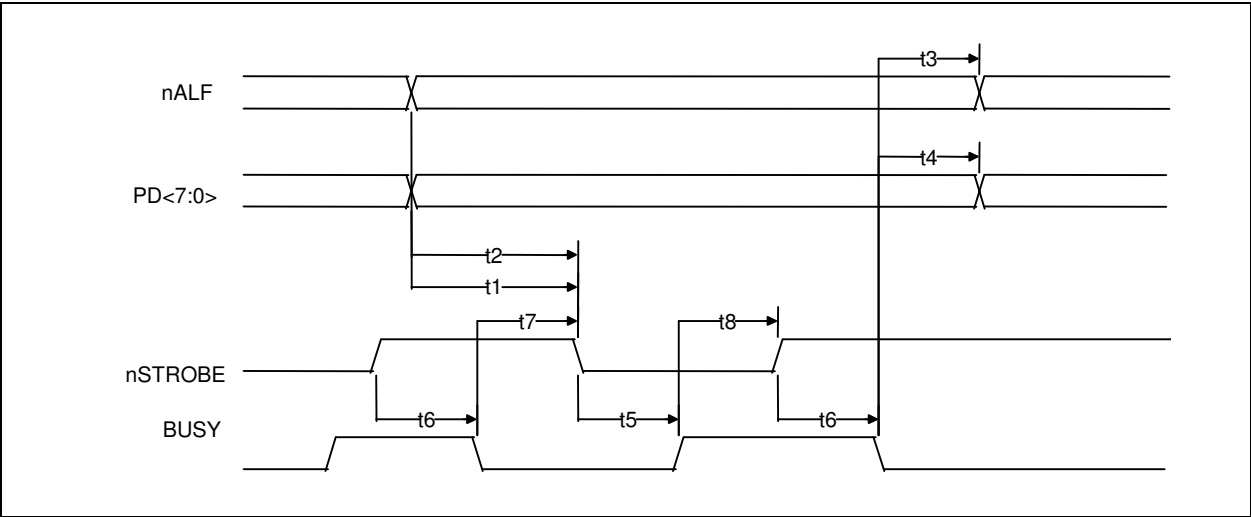 t3
nALF
t4
PD<7:0>
t2
t1
t7 t8
nSTROBE
t6 t5 t6
BUSY